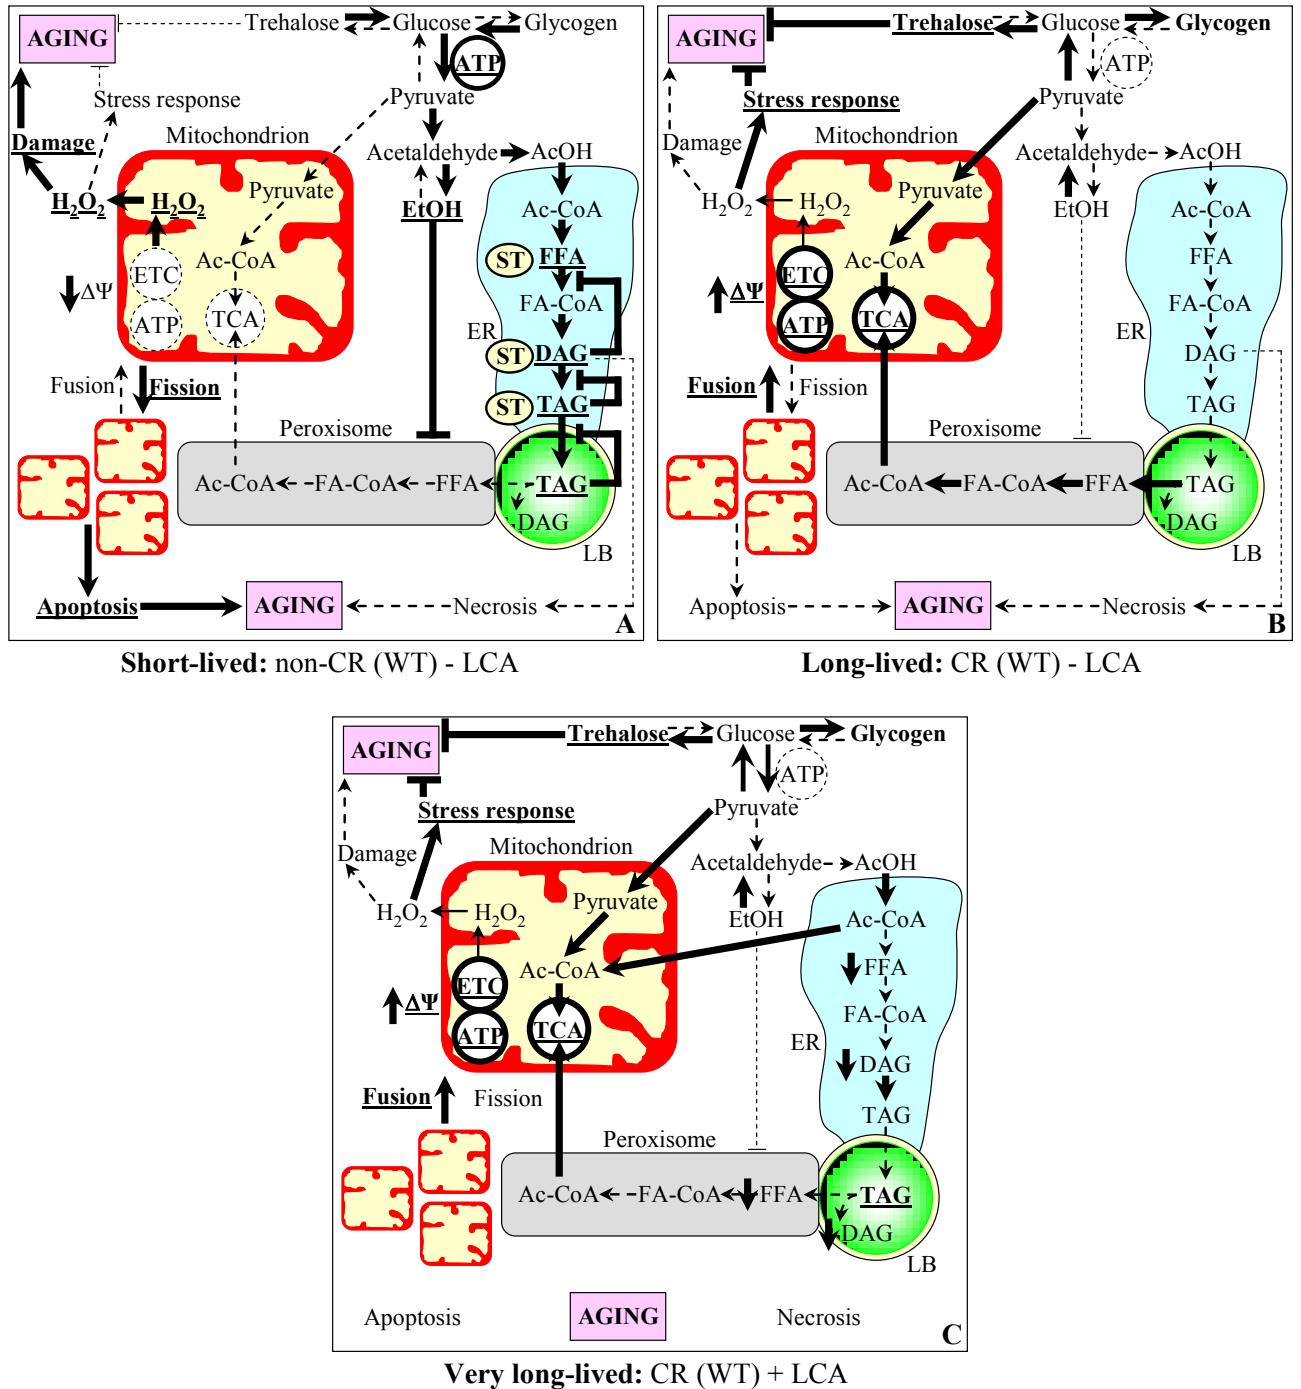 AGING
Trehalose
Glucose
Glycogen
ATP
Stress response
Pyruvate
Damage
Mitochondrion
Acetaldehyde
AcOH
Pyruvate
H2O2
H2O2
EtOH
Ac-CoA
Ac-CoA
ST
FFA
ETC
ΔΨ
FA-CoA
ATP
TCA
ER
ST
DAG
Fusion
Fission
ST
TAG
Peroxisome
Ac-CoA
FA-CoA
FFA
TAG
DAG
LB
Apoptosis
AGING
Necrosis
A
Short-lived: non-CR (WT) - LCA
AGING
Trehalose
Glucose
Glycogen
ATP
Stress response
Pyruvate
Damage
Mitochondrion
Acetaldehyde
AcOH
Pyruvate
H2O2
H2O2
EtOH
Ac-CoA
Ac-CoA
FFA
ETC
ΔΨ
FA-CoA
ATP
TCA
ER
DAG
Fusion
Fission
TAG
Peroxisome
Ac-CoA
FA-CoA
FFA
TAG
DAG
LB
Apoptosis
AGING
Necrosis
B
Long-lived: CR (WT) - LCA
AGING
Trehalose
Glucose
Glycogen
ATP
Stress response
Pyruvate
Damage
Mitochondrion
Acetaldehyde
AcOH
Pyruvate
H2O2
H2O2
EtOH
Ac-CoA
Ac-CoA
FFA
ETC
ΔΨ
FA-CoA
ATP
TCA
ER
DAG
Fusion
Fission
TAG
Peroxisome
Ac-CoA
FA-CoA
FFA
TAG
DAG
LB
Apoptosis
AGING
Necrosis
C
Very long-lived: CR (WT) + LCA